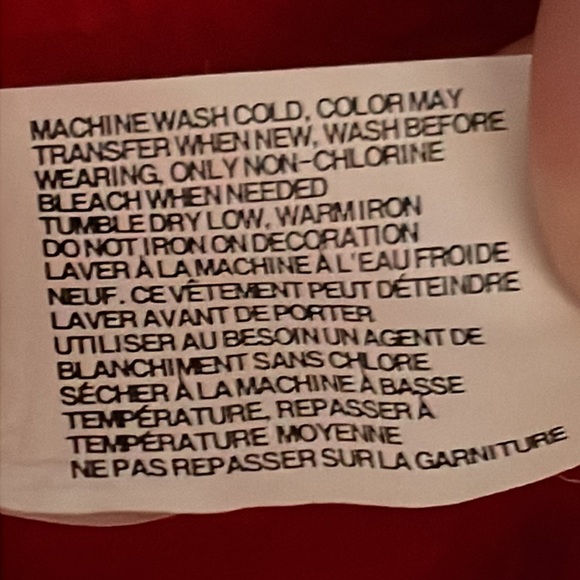 MACHINE WASH COLD, COLOR MAY
TRANSFER WHEN NEW, WASH BEFORE
WEARING, ONLY NON-CHLORINE
BLEACH WHEN NEEDED
TUMBLE DRY LOW, WARM IRON
DO NOT IRON ON DECORATION
LAVER À LA MACHINE À L'EAU FROIDE
NEUF. CE VÊTEMENT PEUT DÉTEINDRE
LAVER AVANT DE PORTER
UTILISER AU BESOIN UN AGENT DE
BLANCHIMENT SANS CHLORE
SÉCHER À LA MACHINE À BASSE
TEMPÉRATURE, REPASSER À
TEMPÉRATURE MOYENNE
NE PAS REPASSER SUR LA GARNITURE